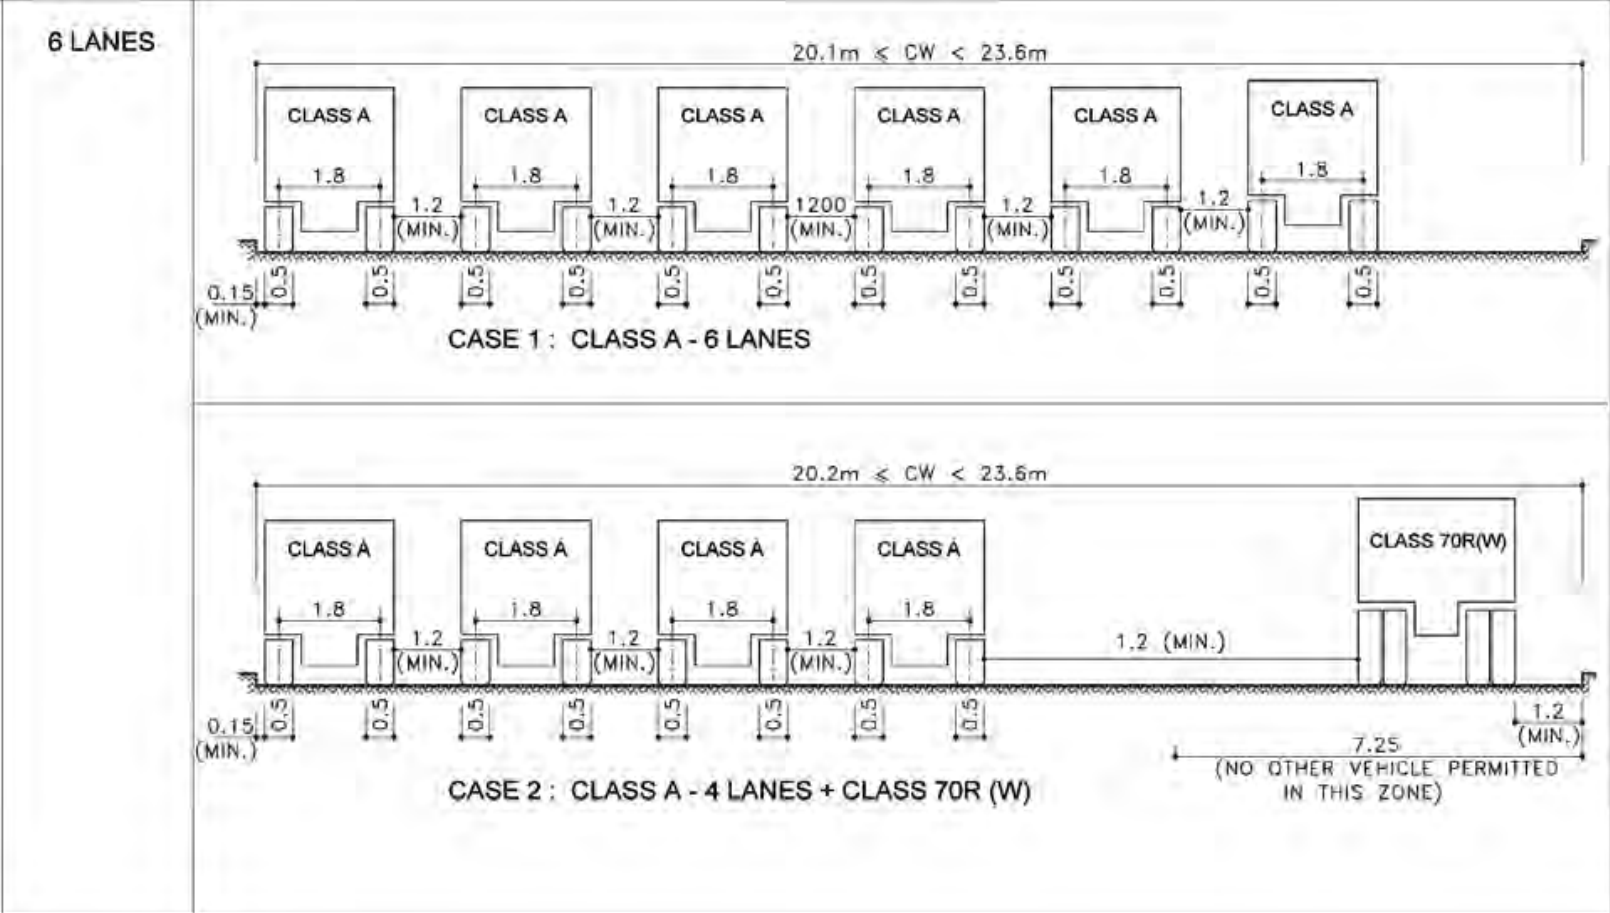 6 LANES
20.1m ⩽ CW < 23.6m
CLASS A CLASS A CLASS A CLASS A CLASS A CLASS A
1.8 1.8 1.8 1.8 1.8 1.8
1.2 1.2 1200 1.2 1.2
(MIN.) (MIN.) (MIN.) (MIN.) (MIN.)
0.5 0.5 0.5 0.5 0.5 0.5 0.5 0.5 0.5 0.5 0.5 0.5
0.15
(MIN.)
CASE 1 : CLASS A - 6 LANES
20.2m ⩽ CW < 23.6m
CLASS A CLASS A CLASS A CLASS A CLASS 70R(W)
1.8 1.8 1.8 1.8
1.2 1.2 1.2 1.2 (MIN.)
(MIN.) (MIN.) (MIN.)
0.5 0.5 0.5 0.5 0.5 0.5 0.5 0.5
0.15
(MIN.)
1.2
(MIN.)
7.25
(NO OTHER VEHICLE PERMITTED
IN THIS ZONE)
CASE 2 : CLASS A - 4 LANES + CLASS 70R (W)